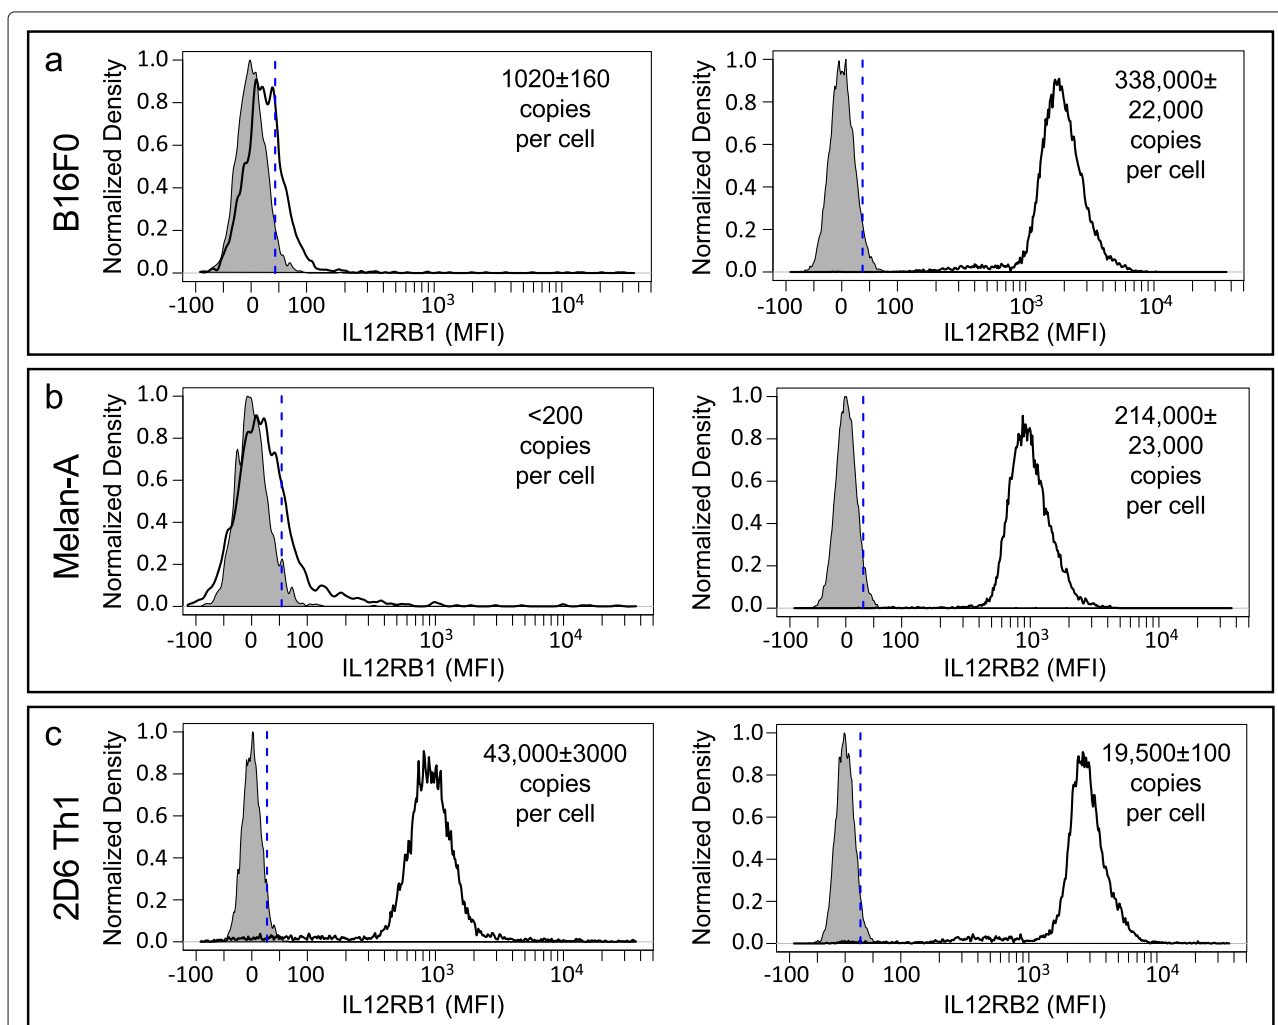 a
B16F0
Normalized Density
1.0
0.8
0.6
0.4
0.2
0.0
1020±160
copies
per cell
-100 0 100 10³ 10⁴
IL12RB1 (MFI)
Normalized Density
1.0
0.8
0.6
0.4
0.2
0.0
338,000±
22,000
copies
per cell
-100 0 100 10³ 10⁴
IL12RB2 (MFI)
b
Melan-A
Normalized Density
1.0
0.8
0.6
0.4
0.2
0.0
<200
copies
per cell
-100 0 100 10³ 10⁴
IL12RB1 (MFI)
Normalized Density
1.0
0.8
0.6
0.4
0.2
0.0
214,000±
23,000
copies
per cell
-100 0 100 10³ 10⁴
IL12RB2 (MFI)
c
2D6 Th1
Normalized Density
1.0
0.8
0.6
0.4
0.2
0.0
43,000±3000
copies
per cell
-100 0 100 10³ 10⁴
IL12RB1 (MFI)
Normalized Density
1.0
0.8
0.6
0.4
0.2
0.0
19,500±100
copies
per cell
-100 0 100 10³ 10⁴
IL12RB2 (MFI)